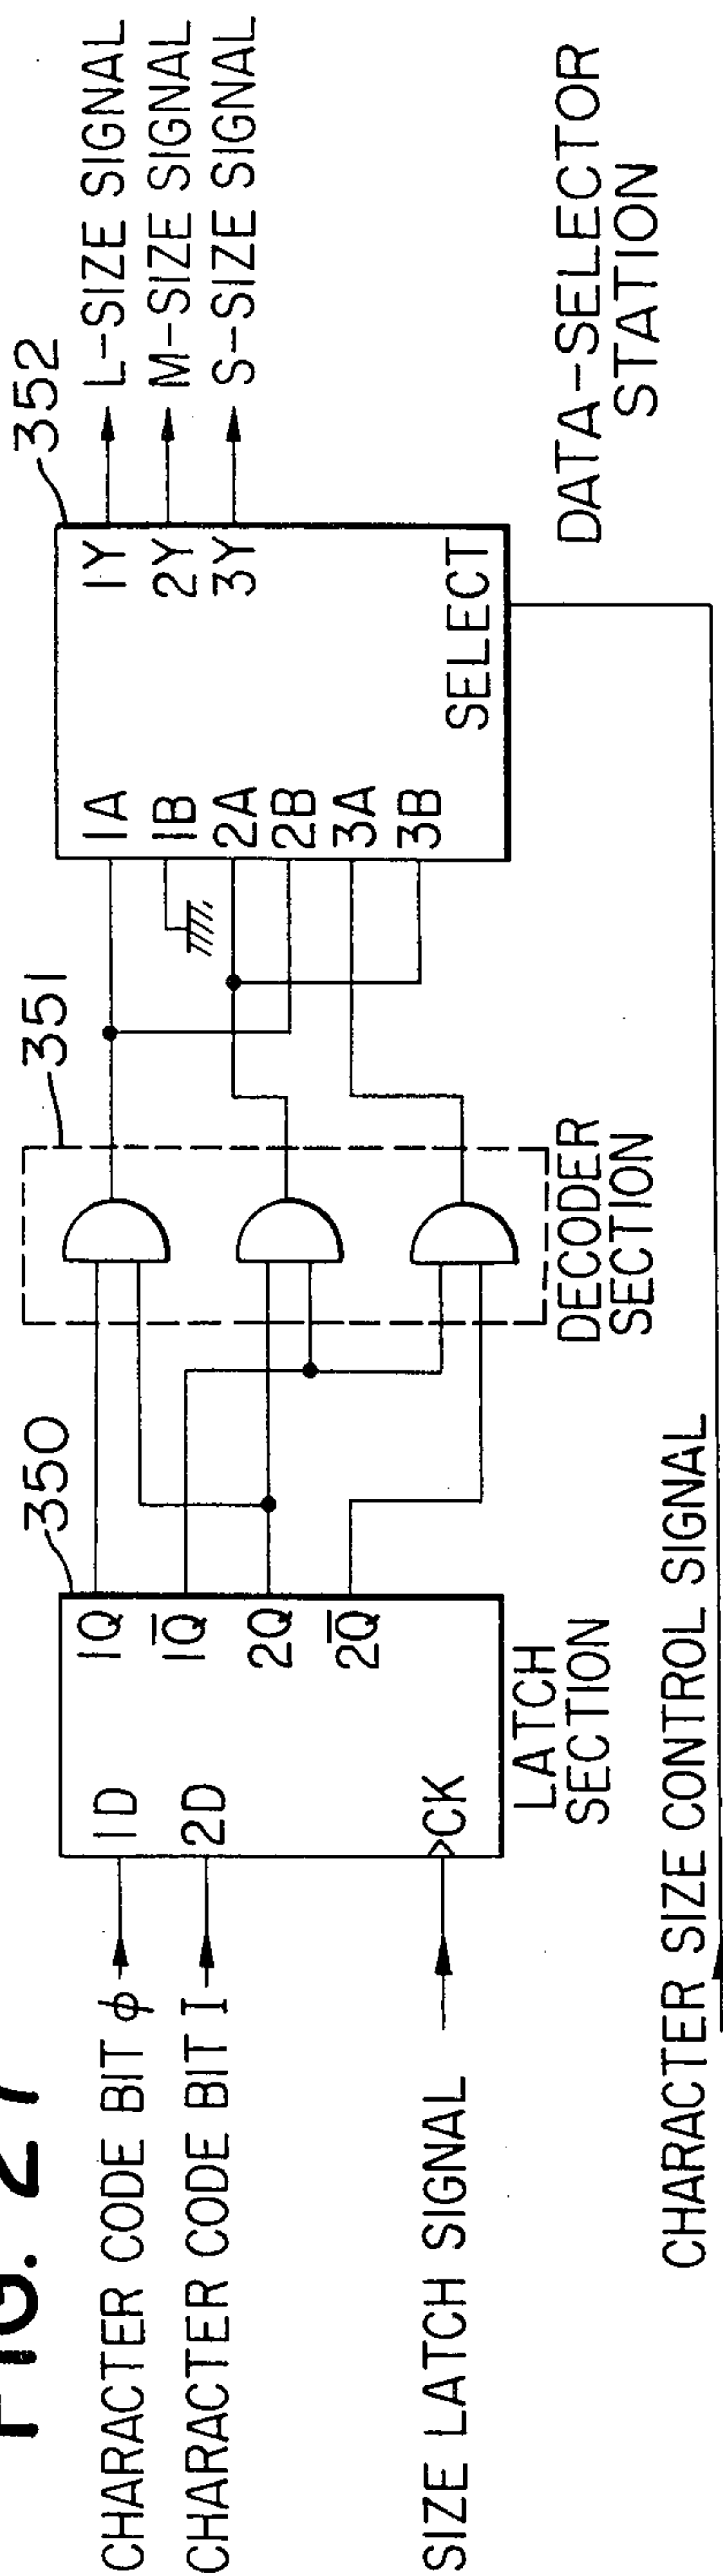 FIG. 27
CHARACTER CODE BIT ϕ
CHARACTER CODE BIT I
SIZE LATCH SIGNAL
CHARACTER SIZE CONTROL SIGNAL
350
1D
2D
CK
1Q
1Q̅
2Q
2Q̅
LATCH
SECTION
351
DECODER
SECTION
352
1A
1B
2A
2B
3A
3B
1Y
2Y
3Y
SELECT
L-SIZE SIGNAL
M-SIZE SIGNAL
S-SIZE SIGNAL
DATA-SELECTOR
STATION